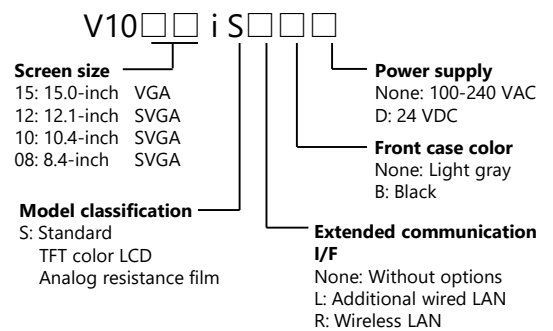 V10□□ i S□□□
Screen size
15: 15.0-inch VGA
12: 12.1-inch SVGA
10: 10.4-inch SVGA
08: 8.4-inch SVGA
Model classification
S: Standard
TFT color LCD
Analog resistance film
Power supply
None: 100-240 VAC
D: 24 VDC
Front case color
None: Light gray
B: Black
Extended communication
I/F
None: Without options
L: Additional wired LAN
R: Wireless LAN